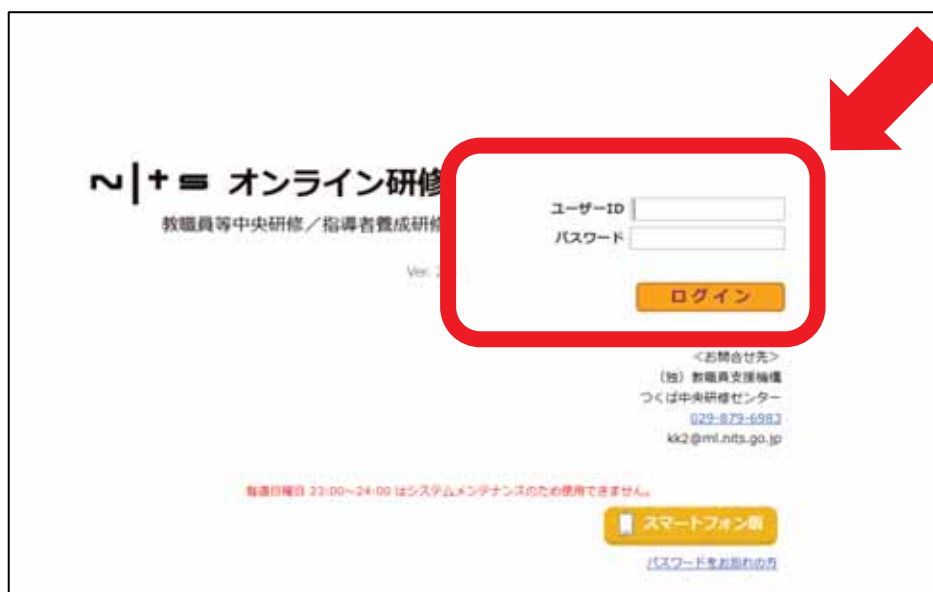 N|+S オンライン研修
教職員等中央研修／指導者養成研修
Ver. 2
ユーザーID
パスワード
ログイン
<お問合せ先>
（独）教職員支援機構
つくば中央研修センター
029-879-6983
kk2@ml.nits.go.jp
毎週日曜日 23:00～24:00 はシステムメンテナンスのため使用できません。
スマートフォン版
パスワードをお忘れの方